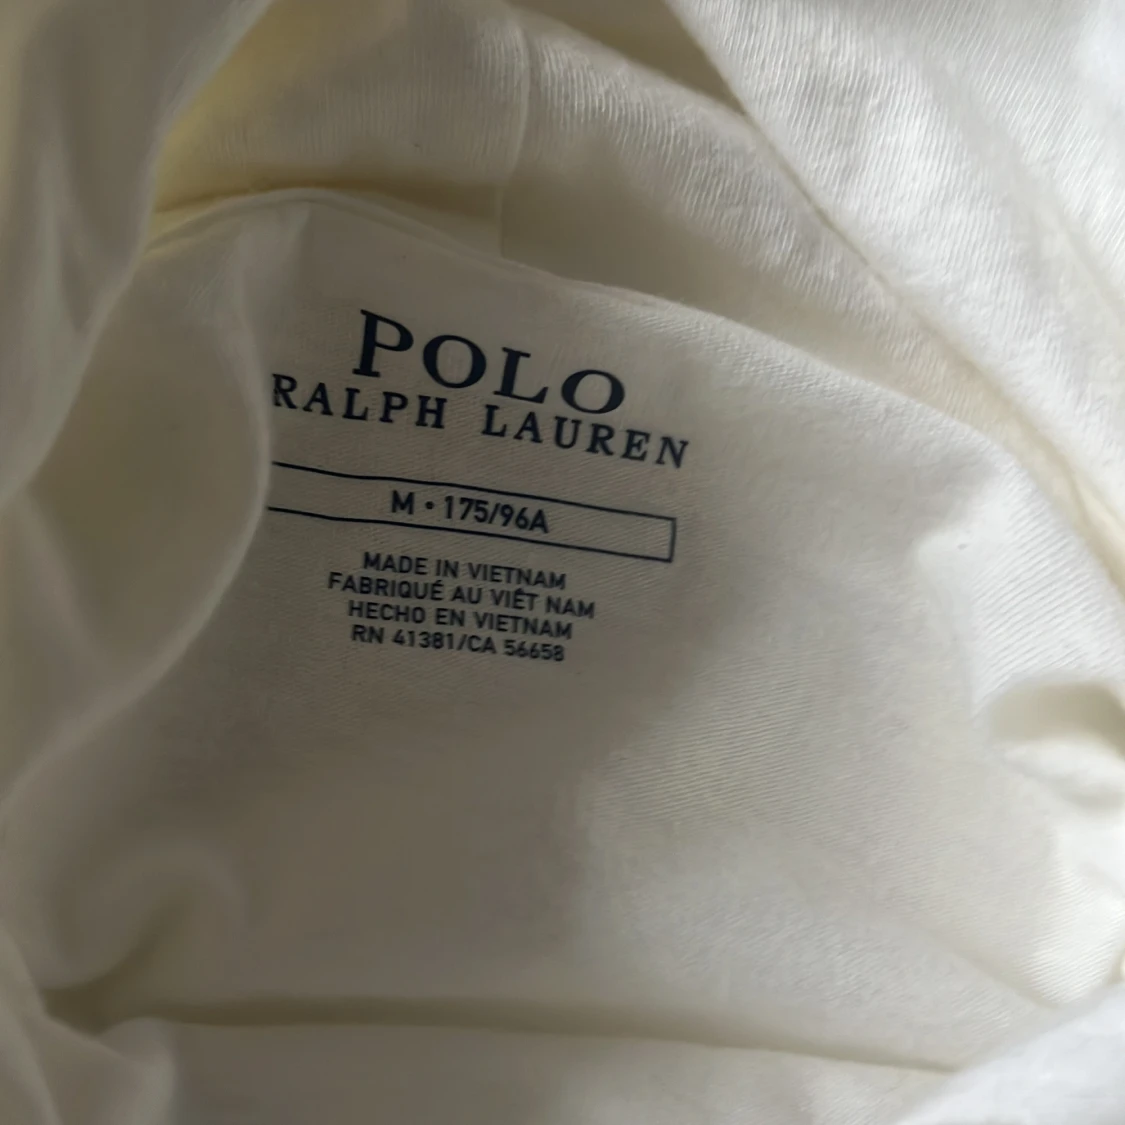 POLO
RALPH LAUREN
M • 175/96A
MADE IN VIETNAM
FABRIQUÉ AU VIÊT NAM
HECHO EN VIETNAM
RN 41381/CA 56658